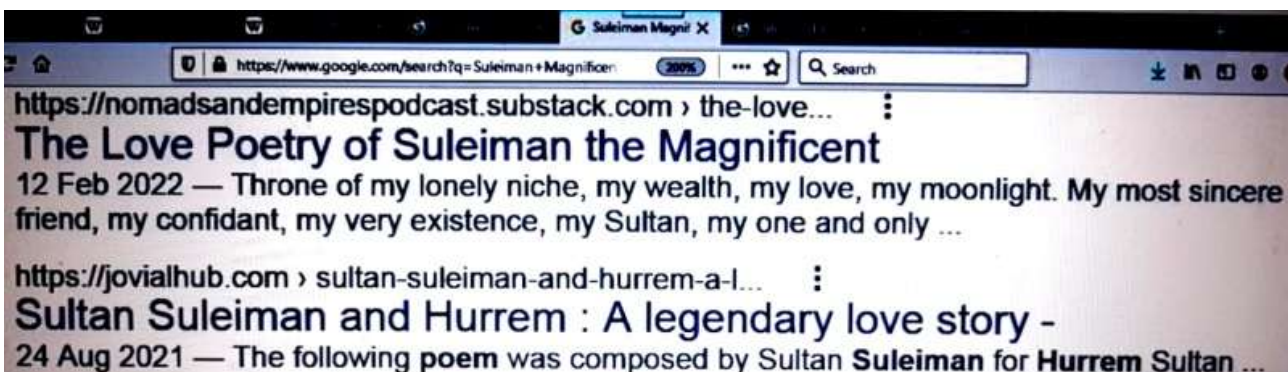 G Suleiman Magnif X
https://www.google.com/search?q=Suleiman+Magnificen 200% Search
https://nomadsandempirespodcast.substack.com › the-love...
The Love Poetry of Suleiman the Magnificent
12 Feb 2022 — Throne of my lonely niche, my wealth, my love, my moonlight. My most sincere
friend, my confidant, my very existence, my Sultan, my one and only ...
https://jovialhub.com › sultan-suleiman-and-hurrem-a-l...
Sultan Suleiman and Hurrem : A legendary love story -
24 Aug 2021 — The following poem was composed by Sultan Suleiman for Hurrem Sultan ...